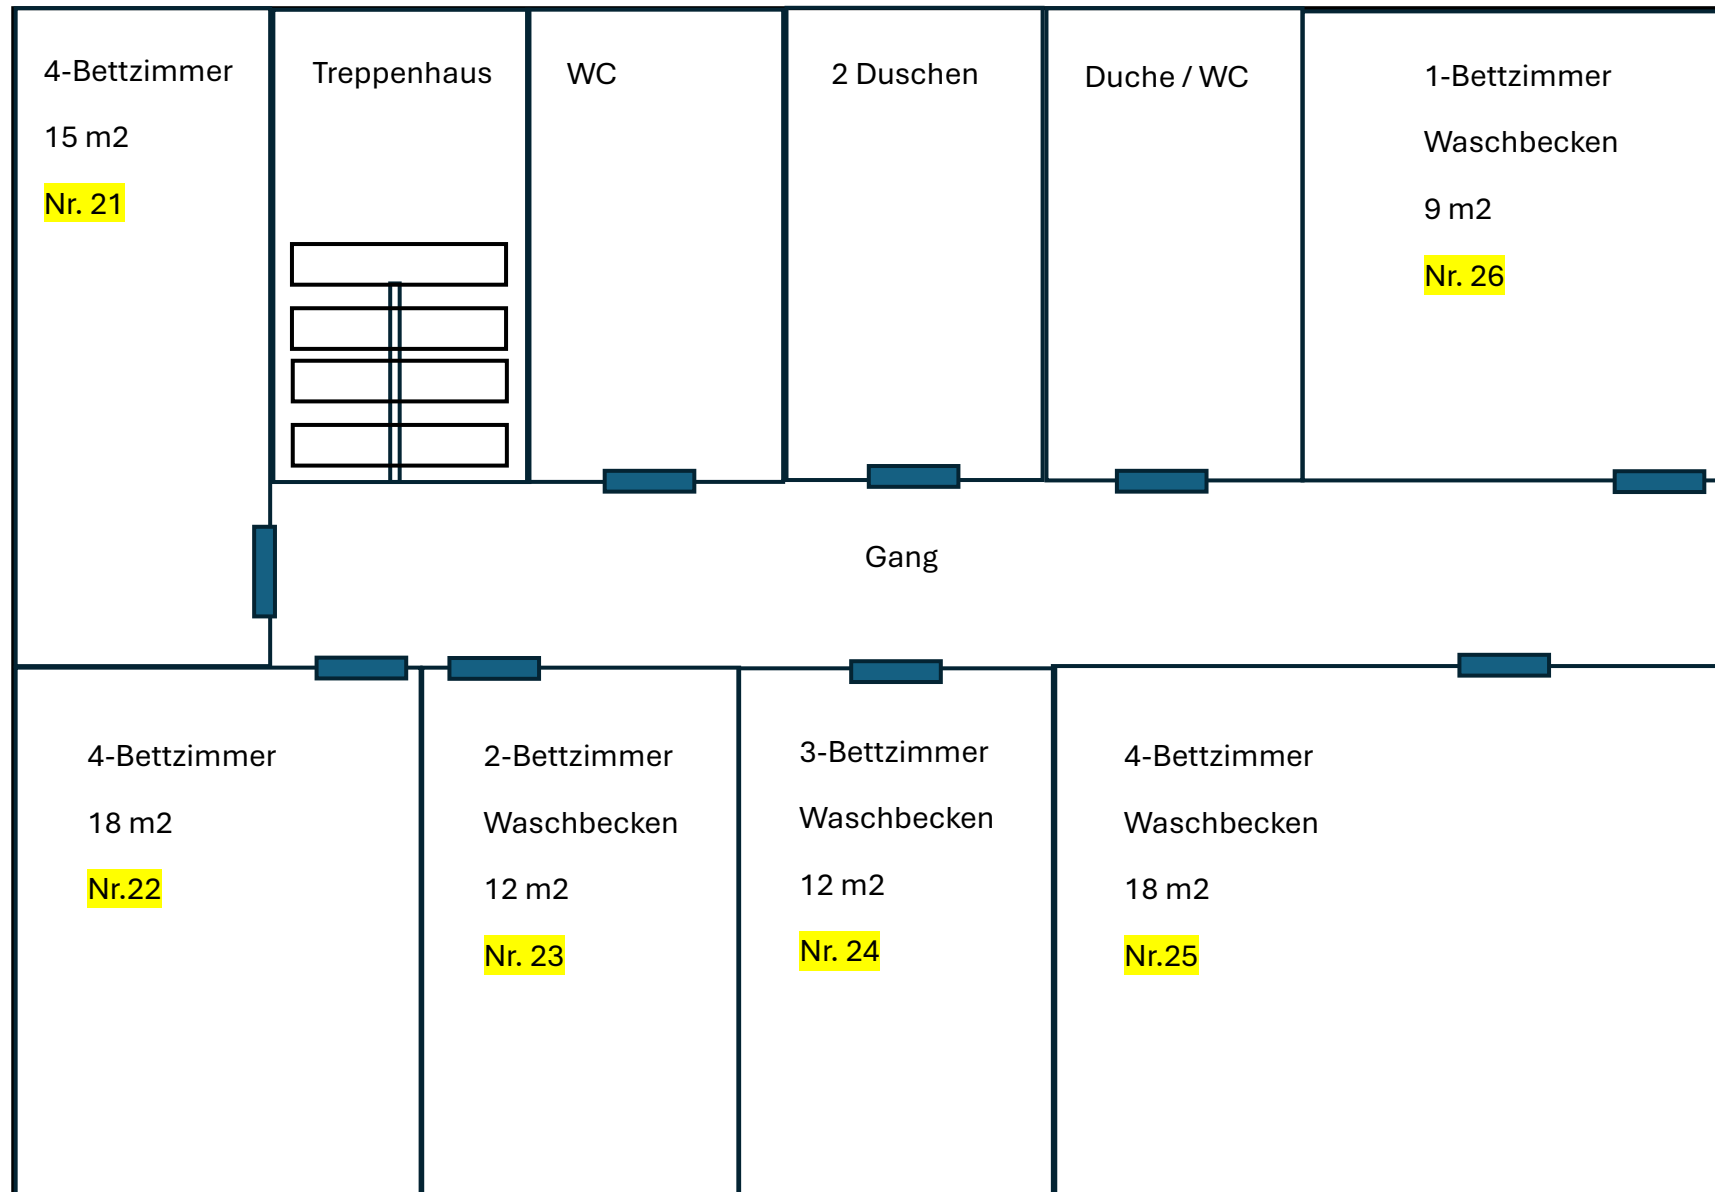 4-Bettzimmer
15 m2
Nr. 21
Treppenhaus
WC
2 Duschen
Duche / WC
1-Bettzimmer
Waschbecken
9 m2
Nr. 26
Gang
4-Bettzimmer
18 m2
Nr.22
2-Bettzimmer
Waschbecken
12 m2
Nr. 23
3-Bettzimmer
Waschbecken
12 m2
Nr. 24
4-Bettzimmer
Waschbecken
18 m2
Nr.25